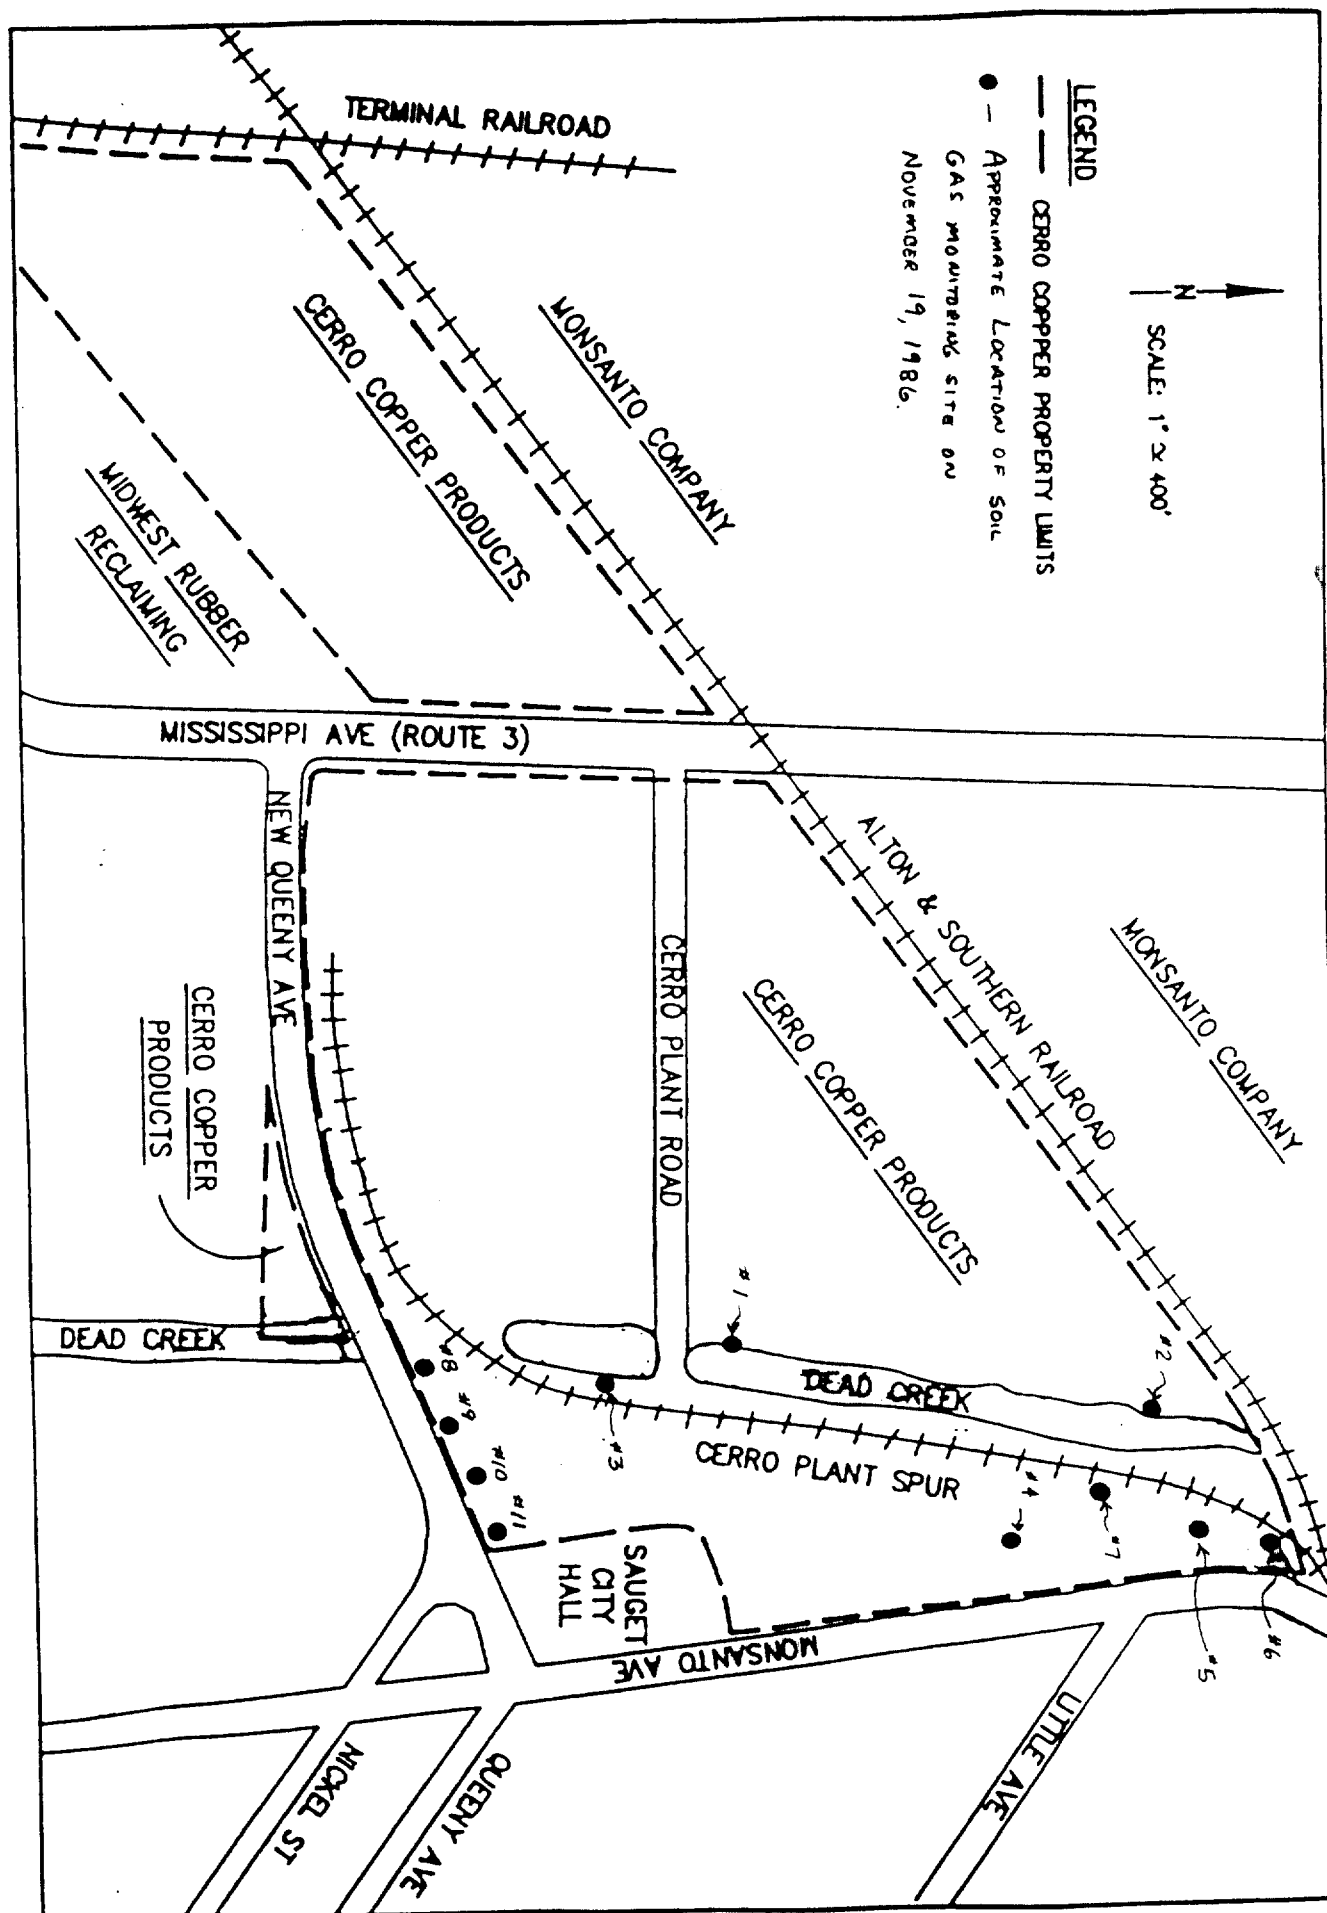 LEGEND
CERRO COPPPER PROPERTY LIMITS
— APPROXIMATE LOCATION OF SOIL
GAS MONITORING SITE ON
NOVEMBER 19, 1986.
N
SCALE: 1" ≈ 400'
TERMINAL RAILROAD
MONSANTO COMPANY
CERRO COPPER PRODUCTS
MIDWEST RUBBER
RECLAIMING
MISSISSIPPI AVE (ROUTE 3)
NEW QUEENY AVE
CERRO PLANT ROAD
ALTON & SOUTHERN RAILROAD
MONSANTO COMPANY
CERRO COPPER PRODUCTS
CERRO COPPER
PRODUCTS
DEAD CREEK
DEAD CREEK
CERRO PLANT SPUR
#1
#2
#3
#4
#7
#5
#6
#8
#9
#10
#11
SAUGET
CITY
HALL
MONSANTO AVE
LITTLE AVE
QUEENY AVE
NICKEL ST